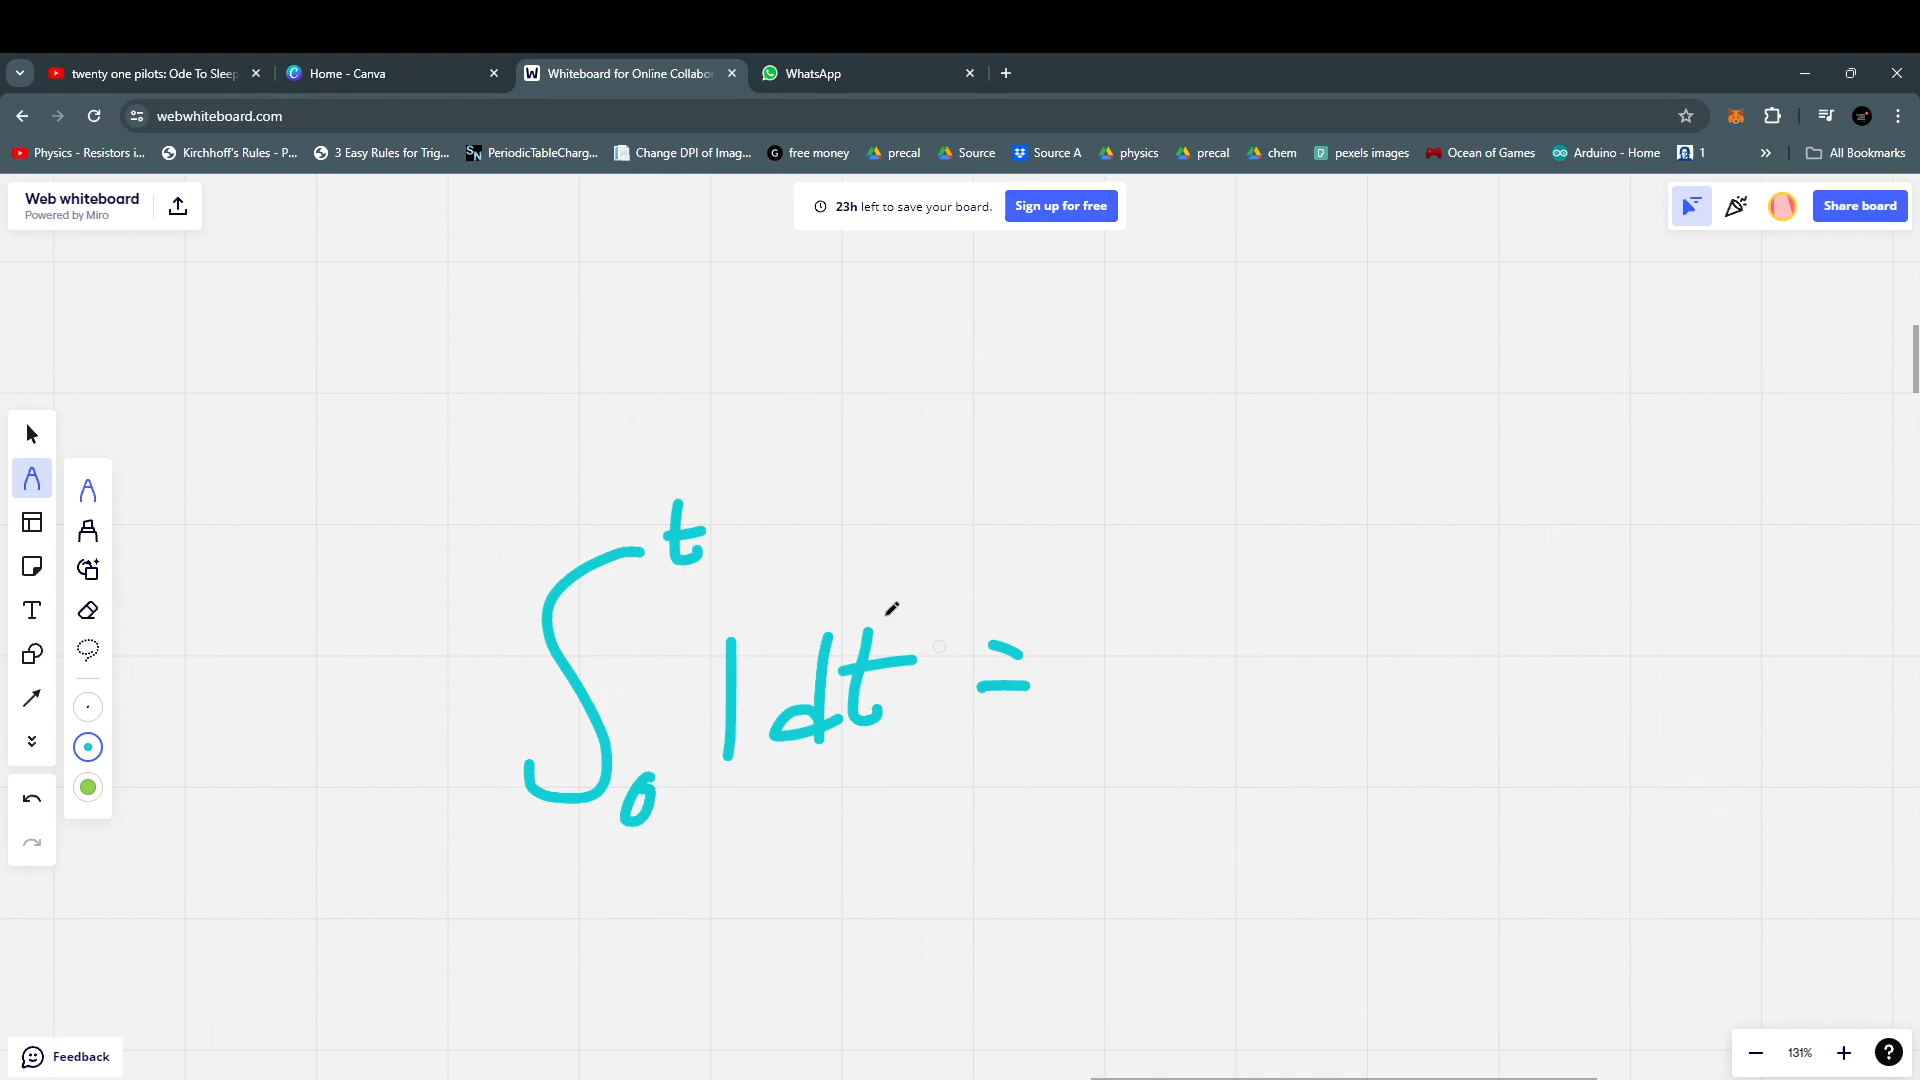 twenty one pilots: Ode To Sleep
Home - Canva
Whiteboard for Online Collabor
WhatsApp
webwhiteboard.com
Physics - Resistors i...
Kirchhoff's Rules - P...
3 Easy Rules for Trig...
PeriodicTableCharg...
Change DPI of Imag...
free money
precal
Source
Source A
physics
precal
chem
pexels images
Ocean of Games
Arduino - Home
1
All Bookmarks
Web whiteboard
Powered by Miro
23h left to save your board.
Sign up for free
Share board
∫₀ᵗ 1 dt =
Feedback
131%